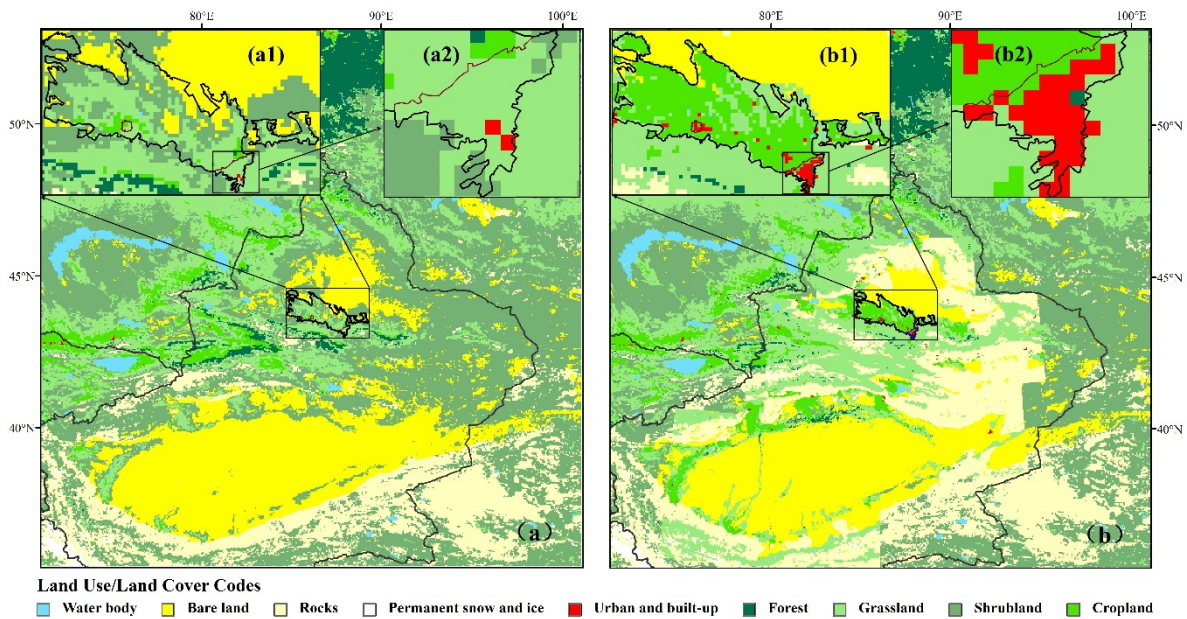 80°E 90°E 100°E 80°E 90°E 100°E
(a1) (a2) (b1) (b2)
50°N 50°N
45°N 45°N
40°N 40°N
(a) (b)
Land Use/Land Cover Codes
Water body Bare land Rocks Permanent snow and ice Urban and built-up Forest Grassland Shrubland Cropland